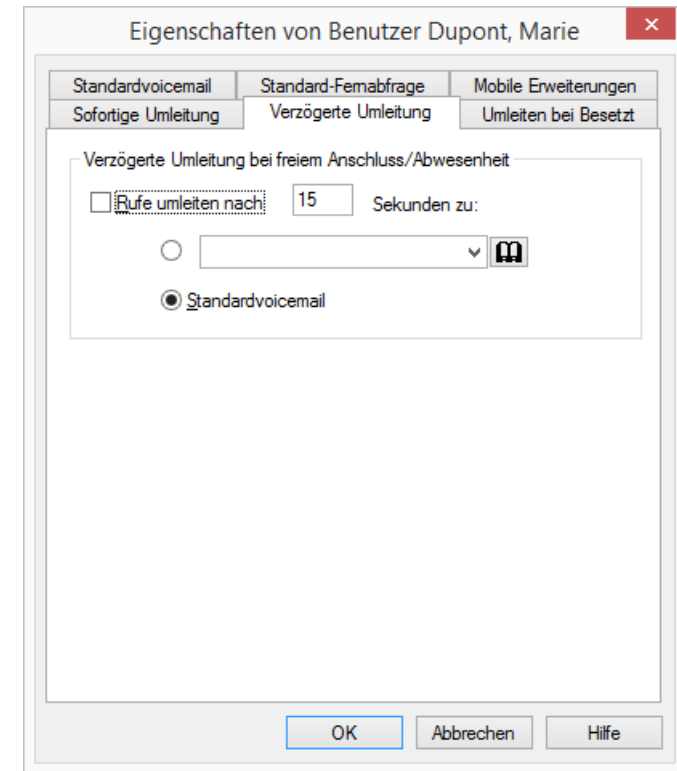 Eigenschaften von Benutzer Dupont, Marie
Standardvoicemail Standard-Fernabfrage Mobile Erweiterungen
Sofortige Umleitung Verzögerte Umleitung Umleiten bei Besetzt
Verzögerte Umleitung bei freiem Anschluss/Abwesenheit
Rufe umleiten nach 15 Sekunden zu:
Standardvoicemail
OK Abbrechen Hilfe